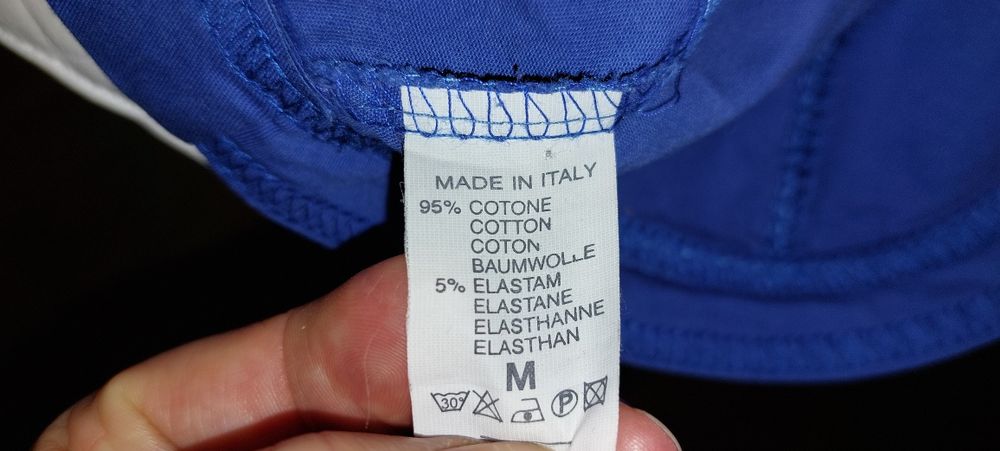 MADE IN ITALY
95% COTONE
COTTON
COTON
BAUMWOLLE
5% ELASTAM
ELASTANE
ELASTHANNE
ELASTHAN
M
30° P